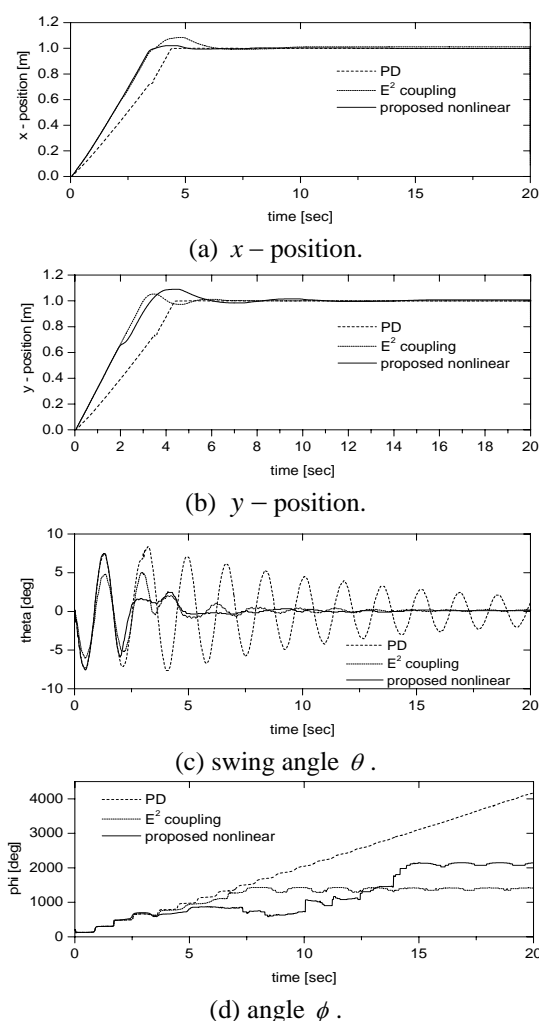 1.2
1.0
0.8
0.6
0.4
0.2
0.0
x - position [m]
PD
E² coupling
proposed nonlinear
0 5 10 15 20
time [sec]
(a) x – position.
1.2
1.0
0.8
0.6
0.4
0.2
0.0
y - position [m]
PD
E² coupling
proposed nonlinear
0 2 4 6 8 10 12 14 16 18 20
time [sec]
(b) y – position.
10
5
0
-5
-10
theta [deg]
PD
E² coupling
proposed nonlinear
0 5 10 15 20
time [sec]
(c) swing angle θ .
4000
3000
2000
1000
0
phi [deg]
PD
E² coupling
proposed nonlinear
0 5 10 15 20
time [sec]
(d) angle ϕ .